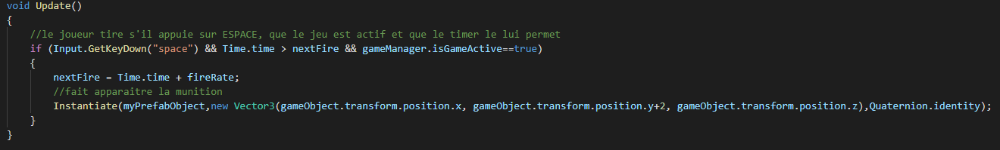 void Update()
{
//le joueur tire s'il appuie sur ESPACE, que le jeu est actif et que le timer le lui permet
if (Input.GetKeyDown("space") && Time.time > nextFire && gameManager.isGameActive==true)
{
nextFire = Time.time + fireRate;
//fait apparaitre la munition
Instantiate(myPrefabObject,new Vector3(gameObject.transform.position.x, gameObject.transform.position.y+2, gameObject.transform.position.z),Quaternion.identity);
}
}